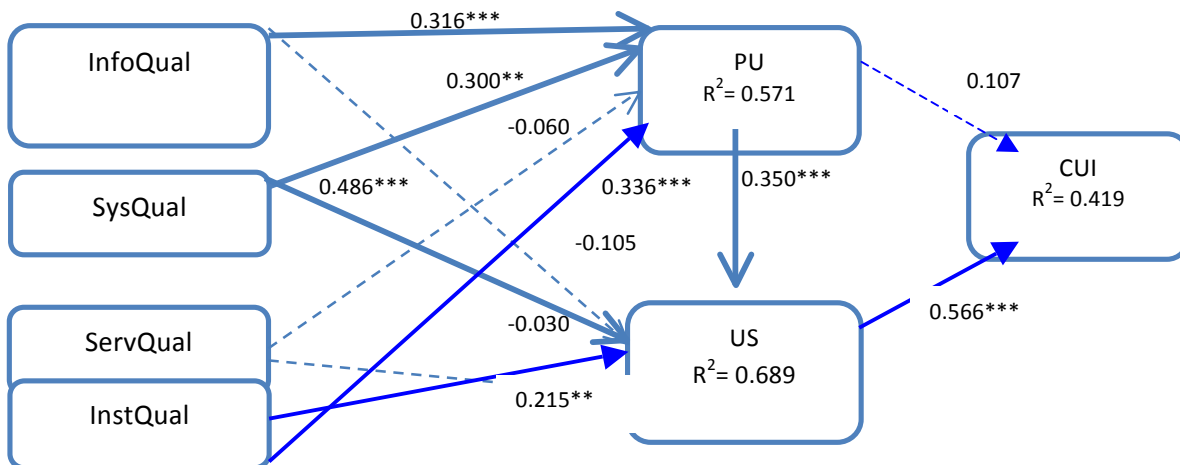 0.316***
InfoQual
PU
R²= 0.571
0.300**
0.107
-0.060
CUI
R²= 0.419
SysQual
0.486***
0.336***
0.350***
-0.105
-0.030
0.566***
ServQual
US
R²= 0.689
0.215**
InstQual